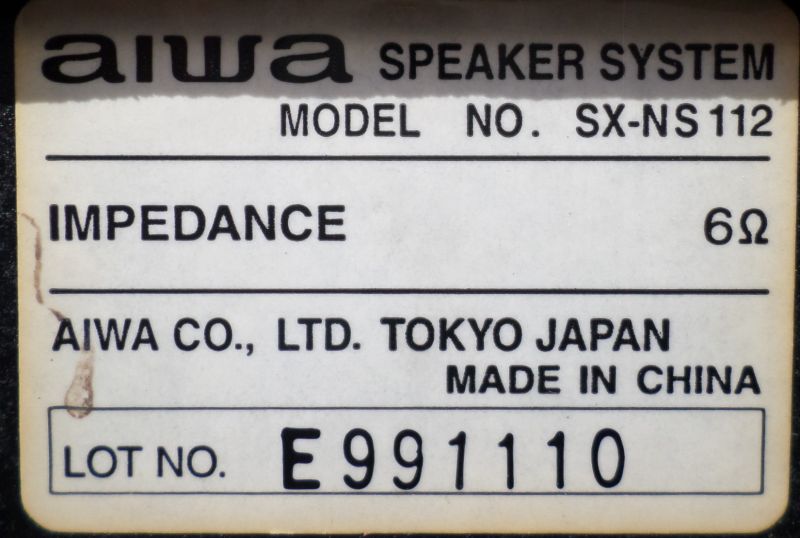 aiwa SPEAKER SYSTEM
MODEL NO. SX-NS112
IMPEDANCE 6Ω
AIWA CO., LTD. TOKYO JAPAN
MADE IN CHINA
LOT NO. E991110